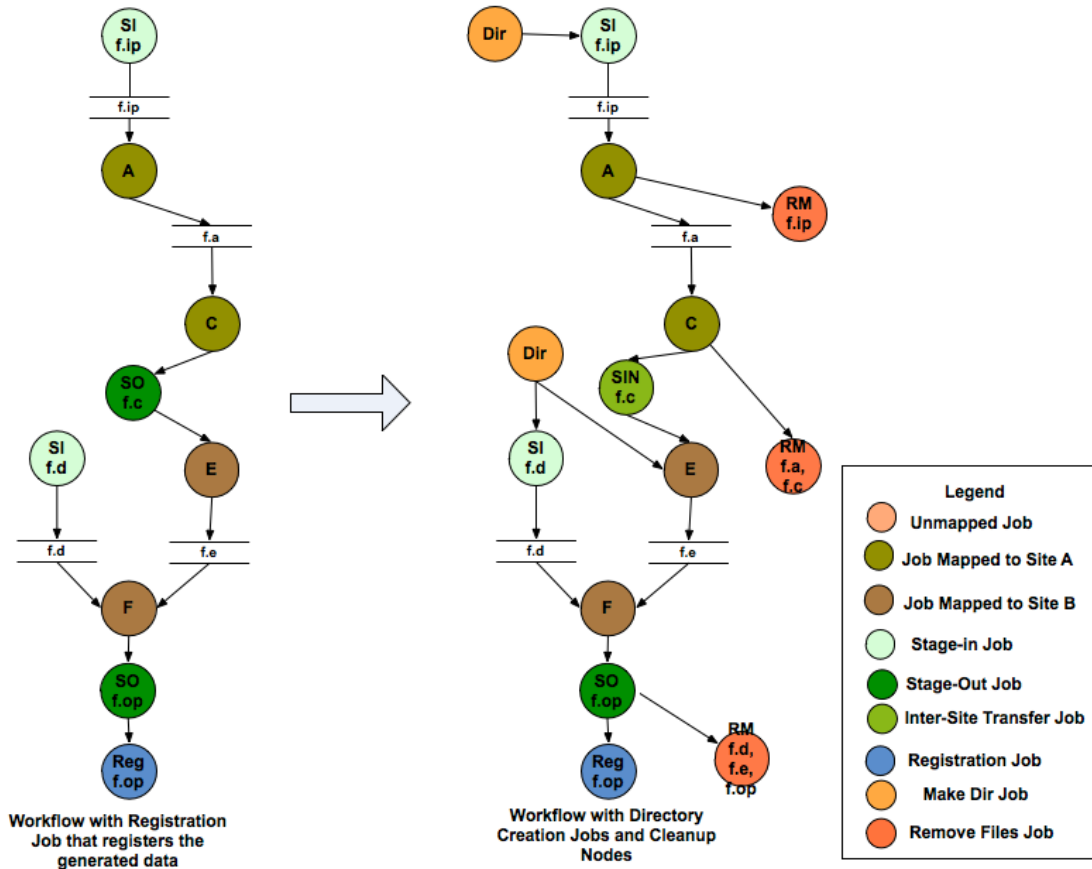 SI
f.ip
f.ip
A
f.a
C
SO
f.c
SI
f.d
E
f.d
f.e
F
SO
f.op
Reg
f.op
Workflow with Registration
Job that registers the
generated data
Dir
SI
f.ip
f.ip
A
RM
f.ip
f.a
C
Dir
SIN
f.c
SI
f.d
E
RM
f.a,
f.c
f.d
f.e
F
SO
f.op
Reg
f.op
RM
f.d,
f.e,
f.op
Workflow with Directory
Creation Jobs and Cleanup
Nodes
Legend
Unmapped Job
Job Mapped to Site A
Job Mapped to Site B
Stage-in Job
Stage-Out Job
Inter-Site Transfer Job
Registration Job
Make Dir Job
Remove Files Job